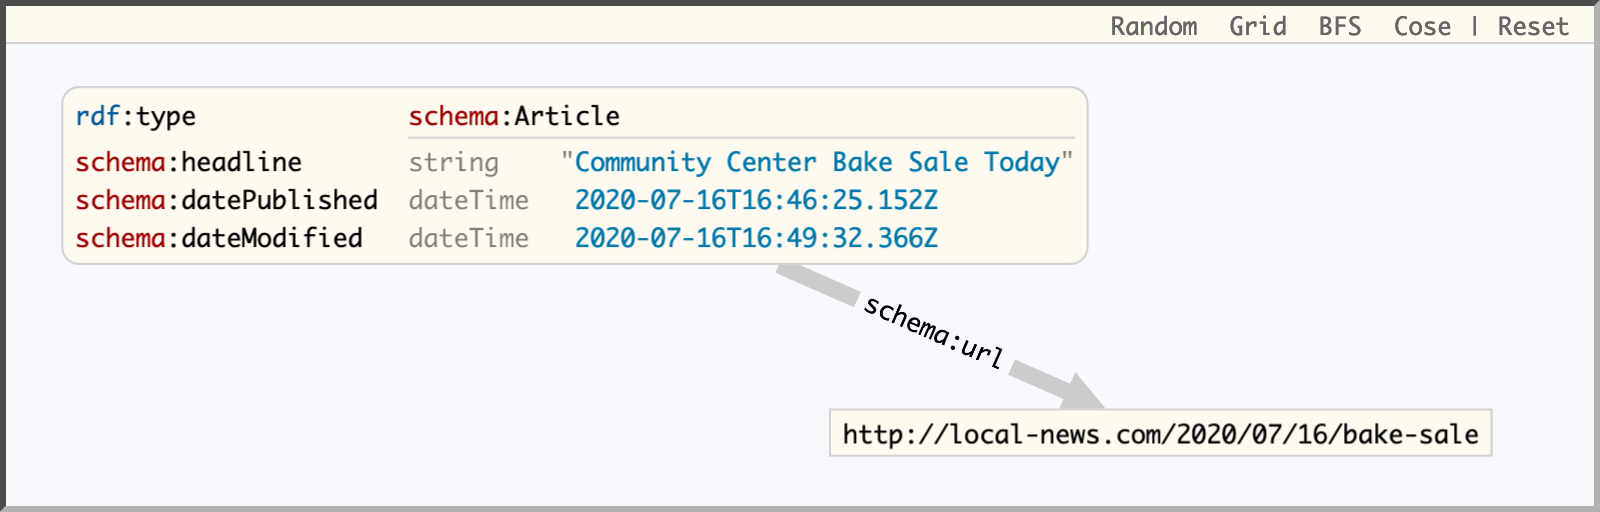 Random Grid BFS Cose | Reset
rdf:type schema:Article
schema:headline string "Community Center Bake Sale Today"
schema:datePublished dateTime 2020-07-16T16:46:25.152Z
schema:dateModified dateTime 2020-07-16T16:49:32.366Z
schema:url
http://local-news.com/2020/07/16/bake-sale